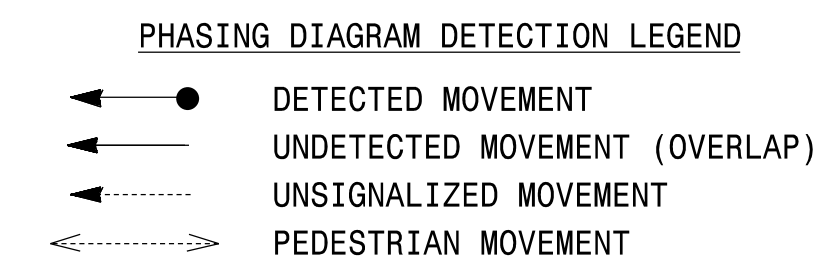 PHASING DIAGRAM DETECTION LEGEND
DETECTED MOVEMENT
UNDETECTED MOVEMENT (OVERLAP)
UNSIGNALIZED MOVEMENT
PEDESTRIAN MOVEMENT